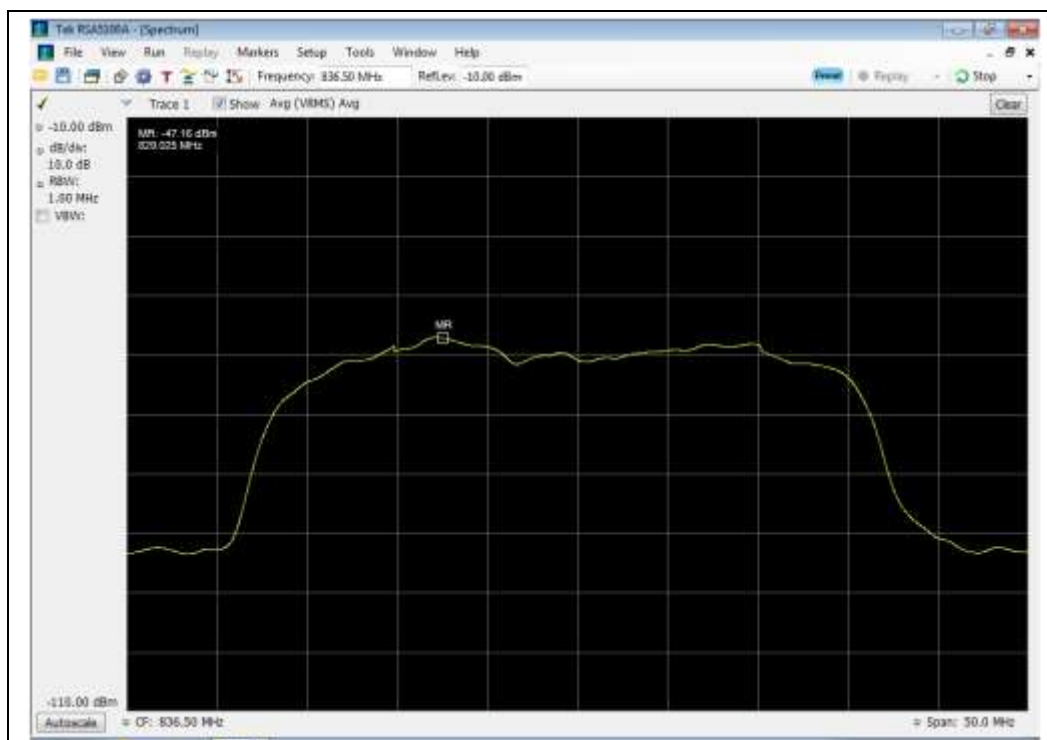 Tek RSA5100A - [Spectrum]
File View Run Replay Markers Setup Tools Window Help
Frequency: 836.50 MHz RefLev: -10.00 dBm Preset Replay Stop
Trace 1 Show Avg (VRMS) Avg Clear
-10.00 dBm
dB/div:
10.0 dB
RBW:
1.00 MHz
VBW:
MR: -47.16 dBm
829.025 MHz
MR
-110.00 dBm
Autoscale CF: 836.50 MHz Span: 50.0 MHz